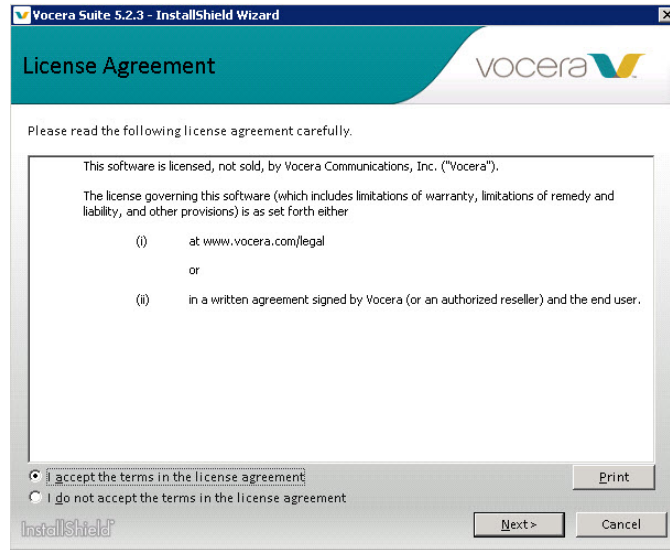 Vocera Suite 5.2.3 - InstallShield Wizard
License Agreement
vocera
Please read the following license agreement carefully.
This software is licensed, not sold, by Vocera Communications, Inc. ("Vocera").
The license governing this software (which includes limitations of warranty, limitations of remedy and
liability, and other provisions) is as set forth either
(i) at www.vocera.com/legal
or
(ii) in a written agreement signed by Vocera (or an authorized reseller) and the end user.
I accept the terms in the license agreement
Print
I do not accept the terms in the license agreement
InstallShield
Next>
Cancel